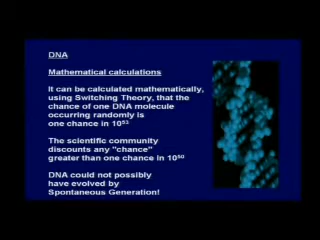 DNA
Mathematical calculations
It can be calculated mathematically,
using Switching Theory, that the
chance of one DNA molecule
occurring randomly is
one chance in 10⁵³
The scientific community
discounts any "chance"
greater than one chance in 10⁵⁰
DNA could not possibly
have evolved by
Spontaneous Generation!